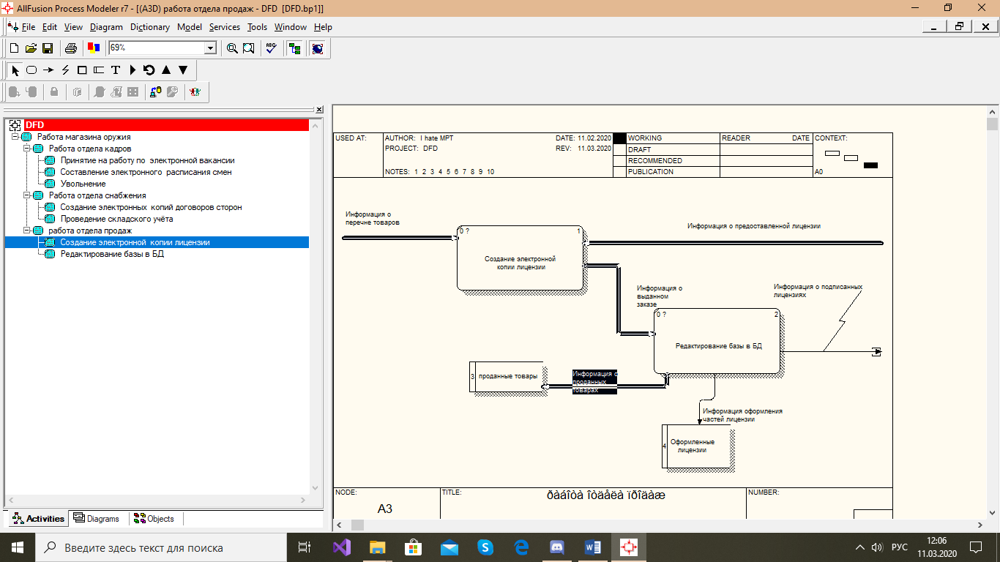 AllFusion Process Modeler r7 - [(A3D) работа отдела продаж - DFD [DFD.bp1]]
File Edit View Diagram Dictionary Model Services Tools Window Help
69%
ABC
DFD
Работа магазина оружия
Работа отдела кадров
Принятие на работу по электронной вакансии
Составление электронного расписания смен
Увольнение
Работа отдела снабжения
Создание электронных копий договоров сторон
Проведение складского учёта
работа отдела продаж
Создание электронной копии лицензии
Редактирование базы в БД
Activities Diagrams Objects
USED AT: AUTHOR: I hate MPT DATE: 11.02.2020 WORKING READER DATE CONTEXT:
PROJECT: DFD REV: 11.03.2020 DRAFT
RECOMMENDED
NOTES: 1 2 3 4 5 6 7 8 9 10 PUBLICATION A0
Информация о
перечне товаров
Информация о предоставленной лицензии
0 ? 1
Создание электронной
копии лицензии
Информация о
выданном
заказе
Информация о подписанных
лицензиях
0 ? 2
Редактирование базы в БД
3 проданные товары
Информация о
проданных
товарах
Информация оформления
частей лицензии
4 Оформленные
лицензии
NODE: TITLE: NUMBER:
A3 ðàáîòà îòäåëà ïðîäàæ
Введите здесь текст для поиска
РУС
12:06
11.03.2020